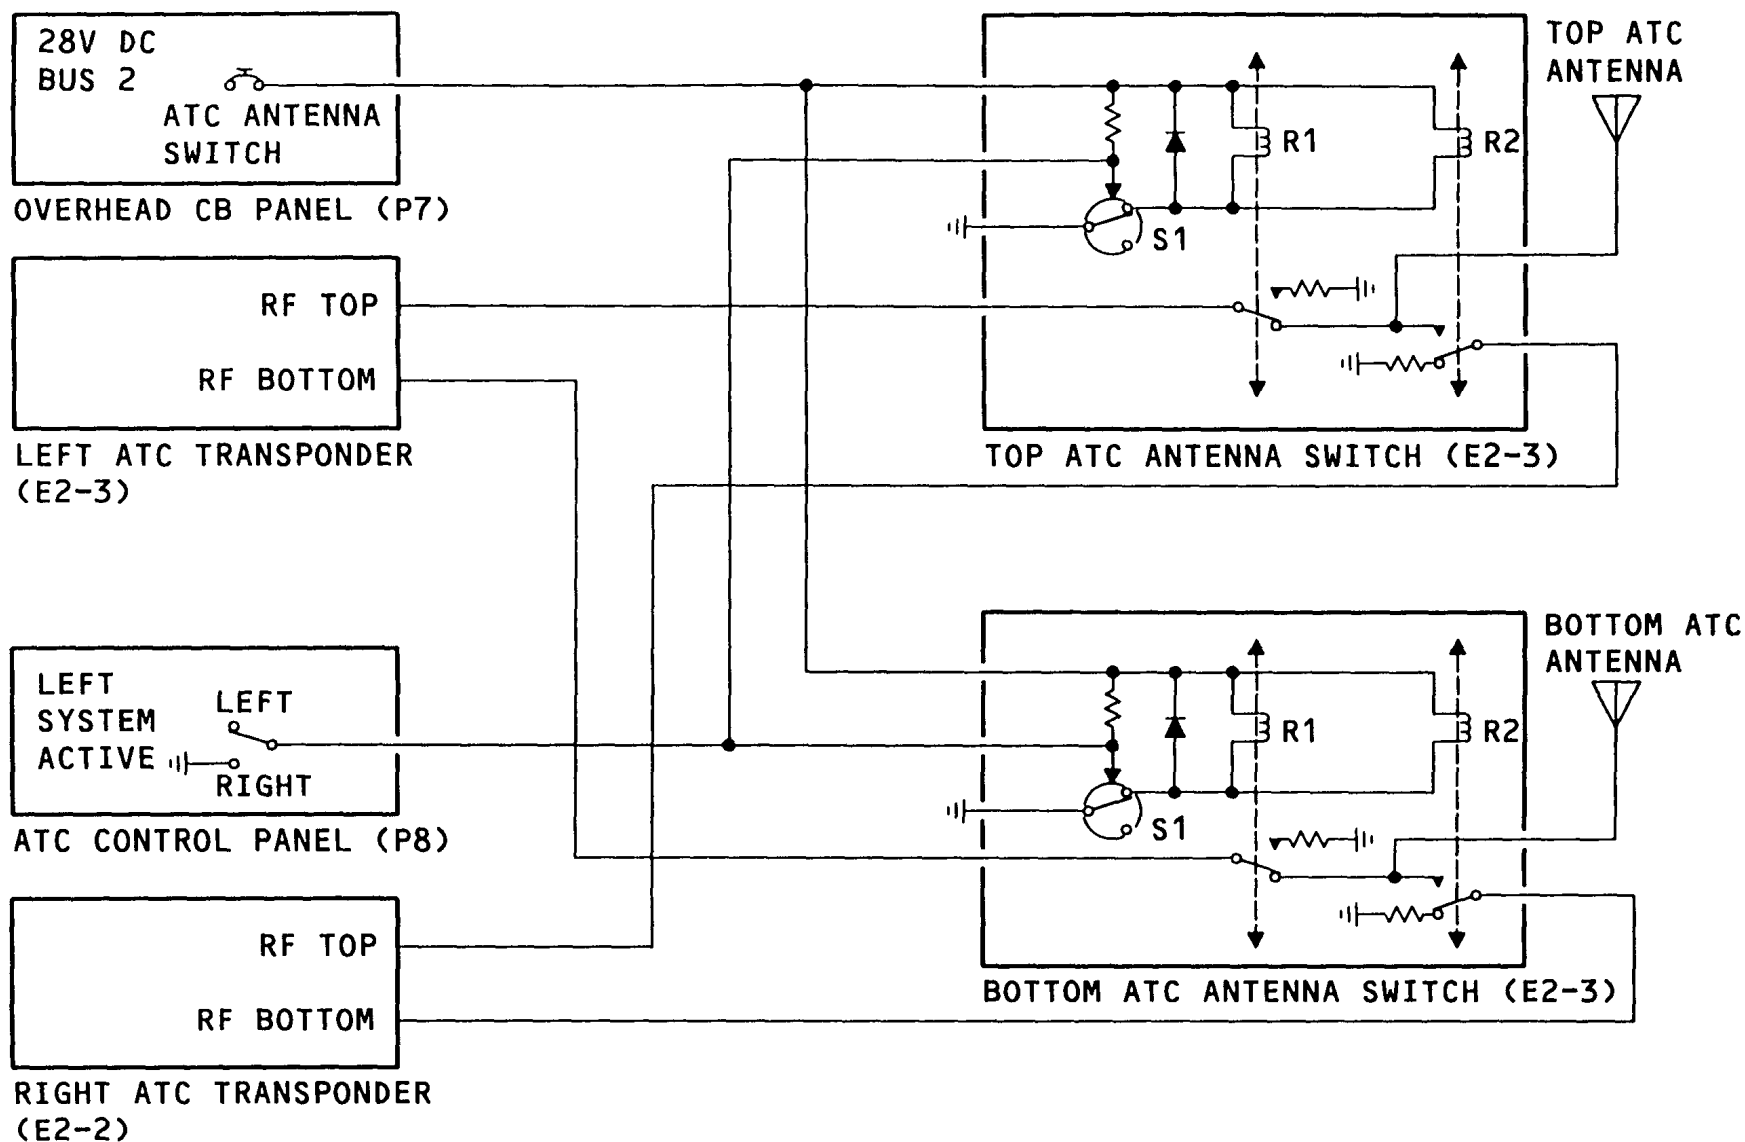 28V DC
BUS 2
ATC ANTENNA
SWITCH
OVERHEAD CB PANEL (P7)
RF TOP
RF BOTTOM
LEFT ATC TRANSPONDER
(E2-3)
LEFT
SYSTEM
ACTIVE
LEFT
RIGHT
ATC CONTROL PANEL (P8)
RF TOP
RF BOTTOM
RIGHT ATC TRANSPONDER
(E2-2)
R1
R2
S1
TOP ATC ANTENNA SWITCH (E2-3)
TOP ATC
ANTENNA
R1
R2
S1
BOTTOM ATC ANTENNA SWITCH (E2-3)
BOTTOM ATC
ANTENNA